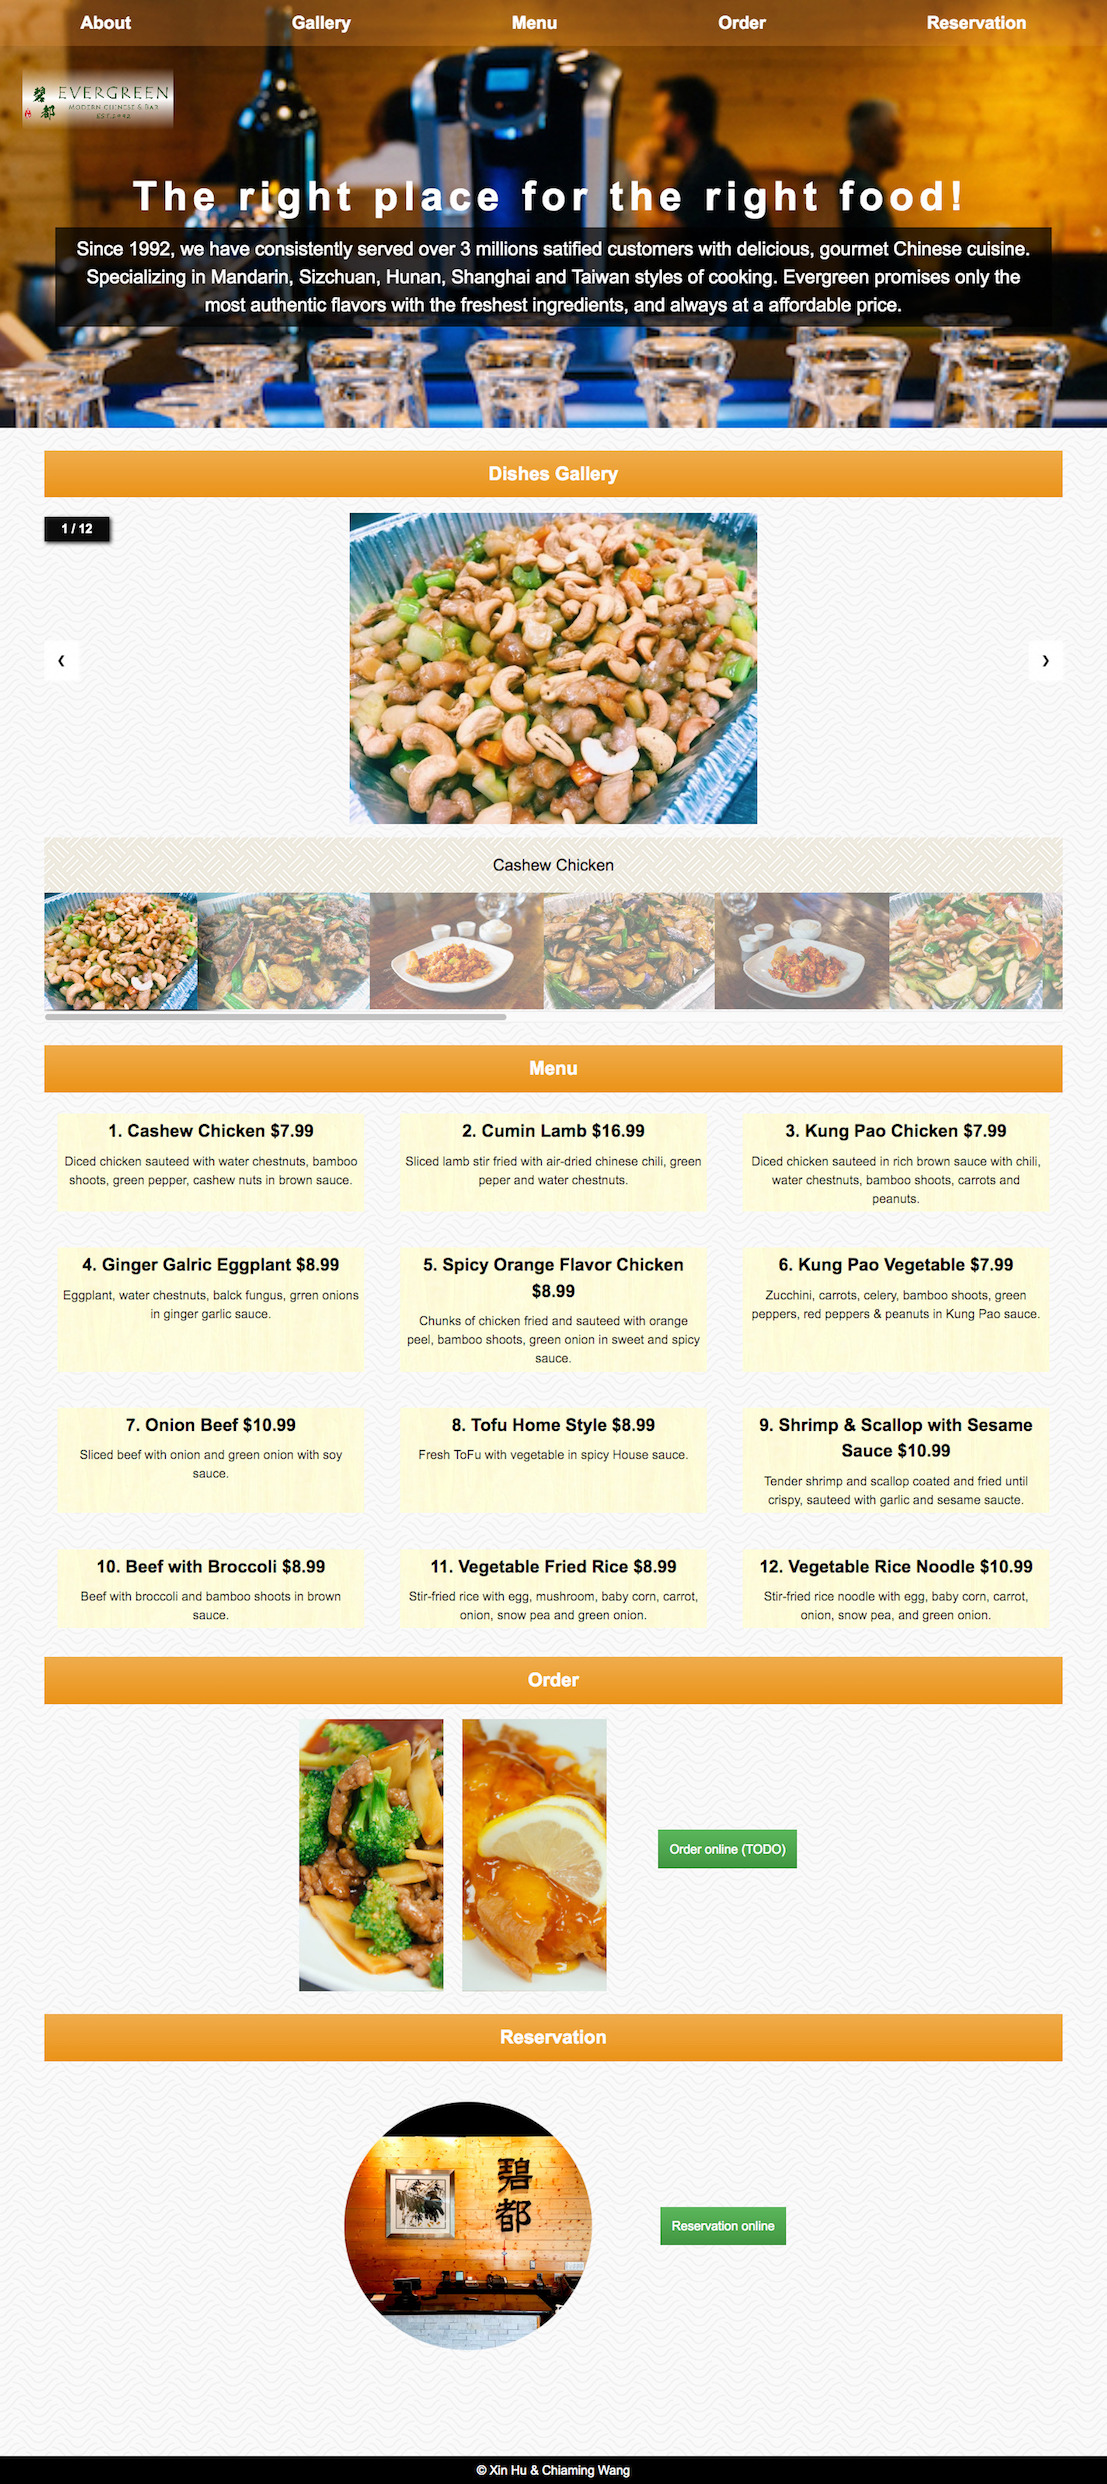 About Gallery Menu Order Reservation
碧都 EVERGREEN
MODERN CHINESE & BAR
EST.1992
The right place for the right food!
Since 1992, we have consistently served over 3 millions satified customers with delicious, gourmet Chinese cuisine.
Specializing in Mandarin, Sizchuan, Hunan, Shanghai and Taiwan styles of cooking. Evergreen promises only the
most authentic flavors with the freshest ingredients, and always at a affordable price.
Dishes Gallery
1 / 12
❮
❯
Cashew Chicken
Menu
1. Cashew Chicken $7.99
Diced chicken sauteed with water chestnuts, bamboo
shoots, green pepper, cashew nuts in brown sauce.
2. Cumin Lamb $16.99
Sliced lamb stir fried with air-dried chinese chili, green
peper and water chestnuts.
3. Kung Pao Chicken $7.99
Diced chicken sauteed in rich brown sauce with chili,
water chestnuts, bamboo shoots, carrots and
peanuts.
4. Ginger Galric Eggplant $8.99
Eggplant, water chestnuts, balck fungus, grren onions
in ginger garlic sauce.
5. Spicy Orange Flavor Chicken
$8.99
Chunks of chicken fried and sauteed with orange
peel, bamboo shoots, green onion in sweet and spicy
sauce.
6. Kung Pao Vegetable $7.99
Zucchini, carrots, celery, bamboo shoots, green
peppers, red peppers & peanuts in Kung Pao sauce.
7. Onion Beef $10.99
Sliced beef with onion and green onion with soy
sauce.
8. Tofu Home Style $8.99
Fresh ToFu with vegetable in spicy House sauce.
9. Shrimp & Scallop with Sesame
Sauce $10.99
Tender shrimp and scallop coated and fried until
crispy, sauteed with garlic and sesame saucte.
10. Beef with Broccoli $8.99
Beef with broccoli and bamboo shoots in brown
sauce.
11. Vegetable Fried Rice $8.99
Stir-fried rice with egg, mushroom, baby corn, carrot,
onion, snow pea and green onion.
12. Vegetable Rice Noodle $10.99
Stir-fried rice noodle with egg, baby corn, carrot,
onion, snow pea, and green onion.
Order
Order online (TODO)
Reservation
碧
都
Reservation online
© Xin Hu & Chiaming Wang